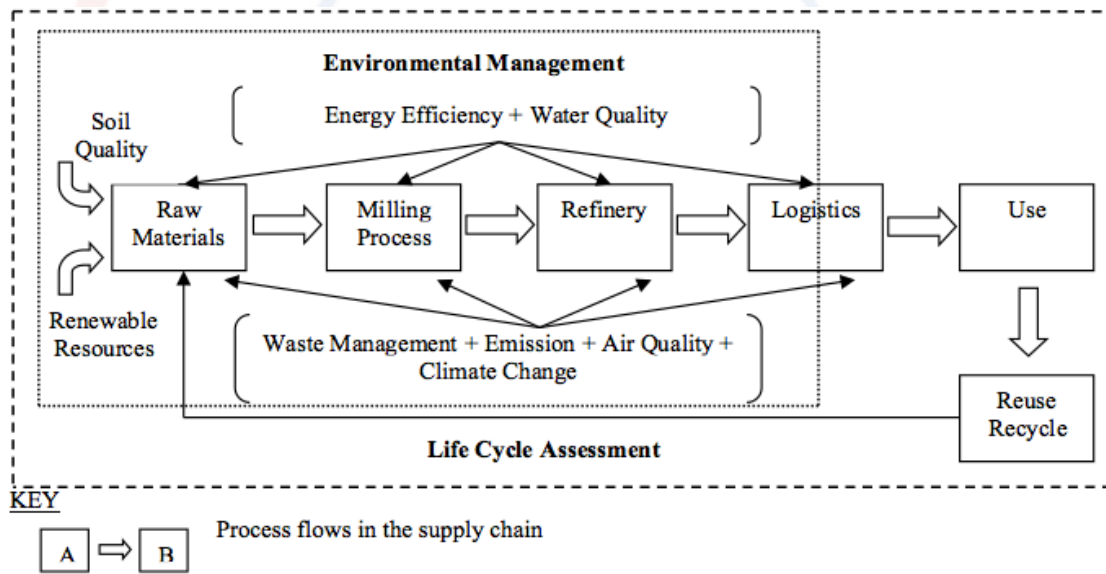 Environmental Management
Energy Efficiency + Water Quality
Soil
Quality
Raw
Materials
Milling
Process
Refinery
Logistics
Use
Renewable
Resources
Waste Management + Emission + Air Quality +
Climate Change
Reuse
Recycle
Life Cycle Assessment
KEY
A
B
Process flows in the supply chain